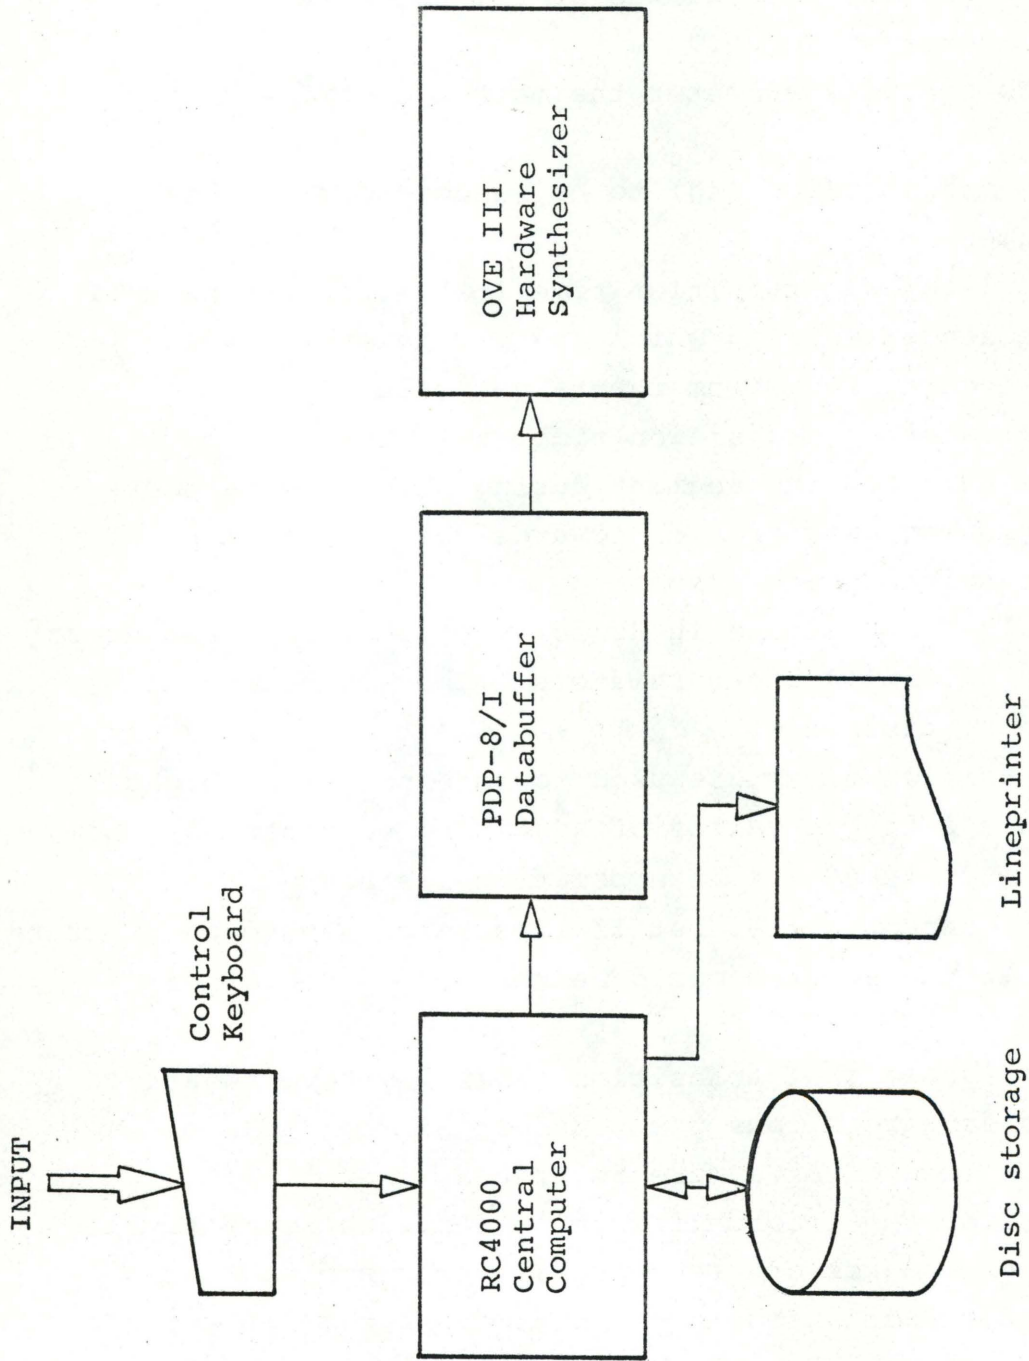 INPUT
Control
Keyboard
RC4000
Central
Computer
PDP-8/I
Databuffer
OVE III
Hardware
Synthesizer
Disc storage
Lineprinter